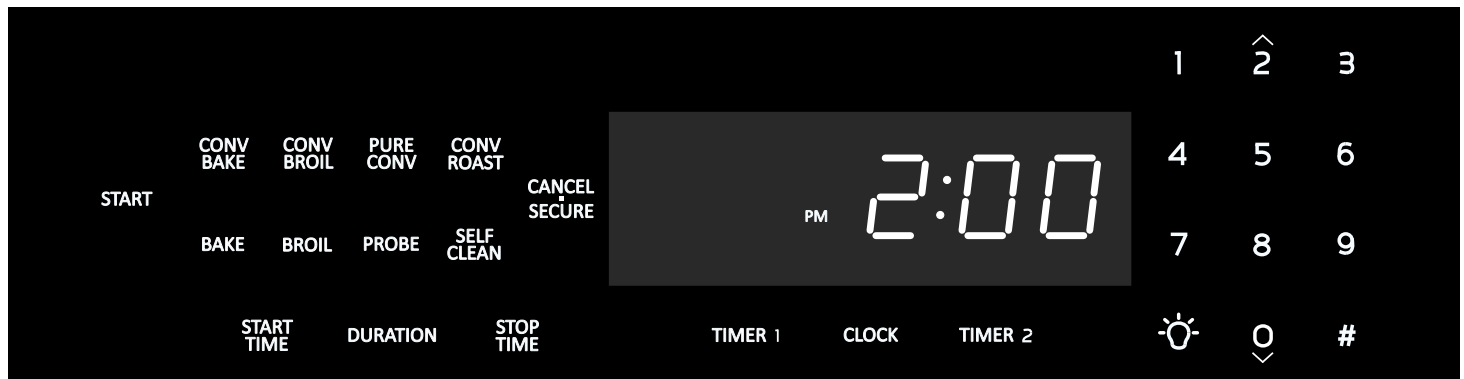 1 2 3
CONV BAKE
CONV BROIL
PURE CONV
CONV ROAST
4 5 6
START
CANCEL
SECURE
PM 2:00
BAKE BROIL PROBE
SELF CLEAN
7 8 9
START TIME
DURATION
STOP TIME
TIMER 1 CLOCK TIMER 2
0 #